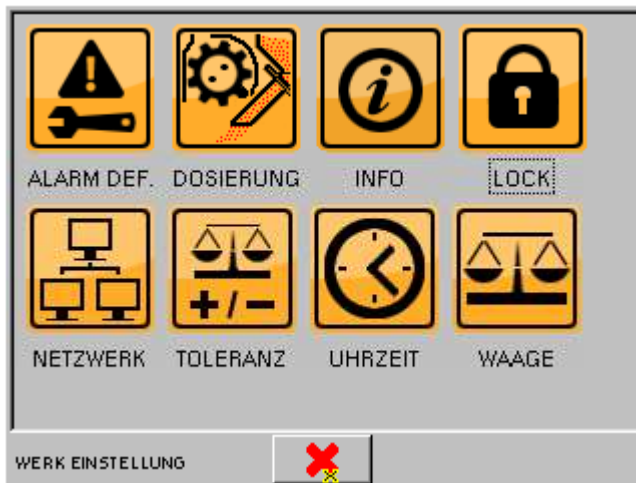 ALARM DEF. DOSIERUNG INFO LOCK
NETZWERK TOLERANZ UHRZEIT WAAGE
WERK EINSTELLUNG